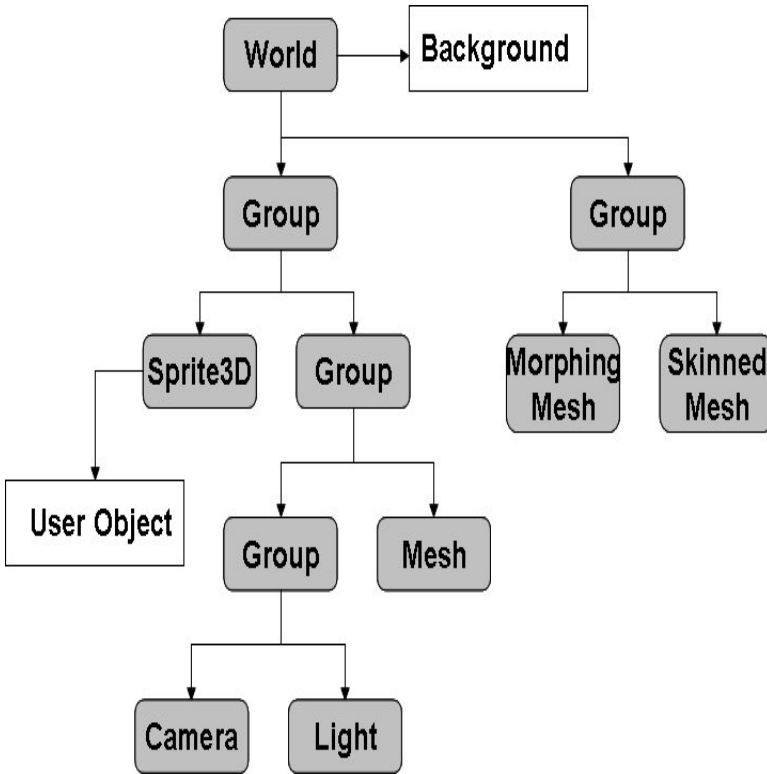 World
Background
Group
Group
Sprite3D
Group
Morphing
Mesh
Skinned
Mesh
User Object
Group
Mesh
Camera
Light